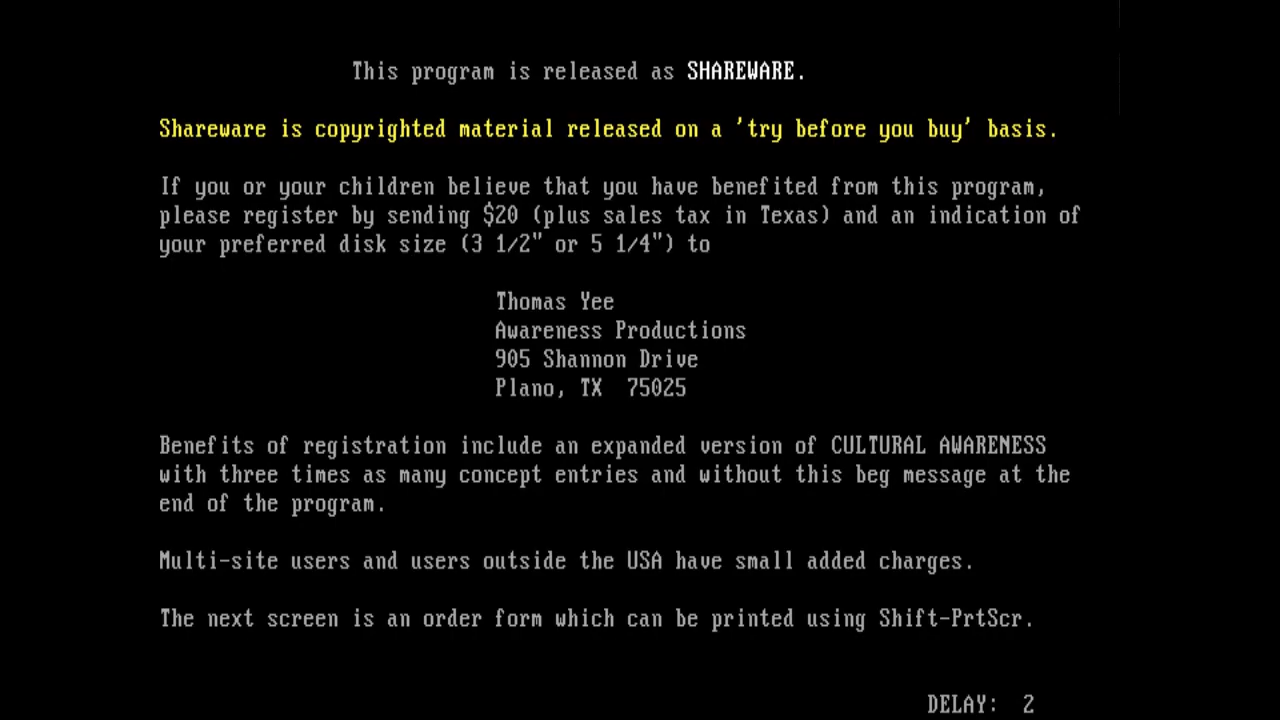 This program is released as SHAREWARE.
Shareware is copyrighted material released on a 'try before you buy' basis.
If you or your children believe that you have benefited from this program,
please register by sending $20 (plus sales tax in Texas) and an indication of
your preferred disk size (3 1/2" or 5 1/4") to
Thomas Yee
Awareness Productions
905 Shannon Drive
Plano, TX  75025
Benefits of registration include an expanded version of CULTURAL AWARENESS
with three times as many concept entries and without this beg message at the
end of the program.
Multi-site users and users outside the USA have small added charges.
The next screen is an order form which can be printed using Shift-PrtScr.
DELAY:  2